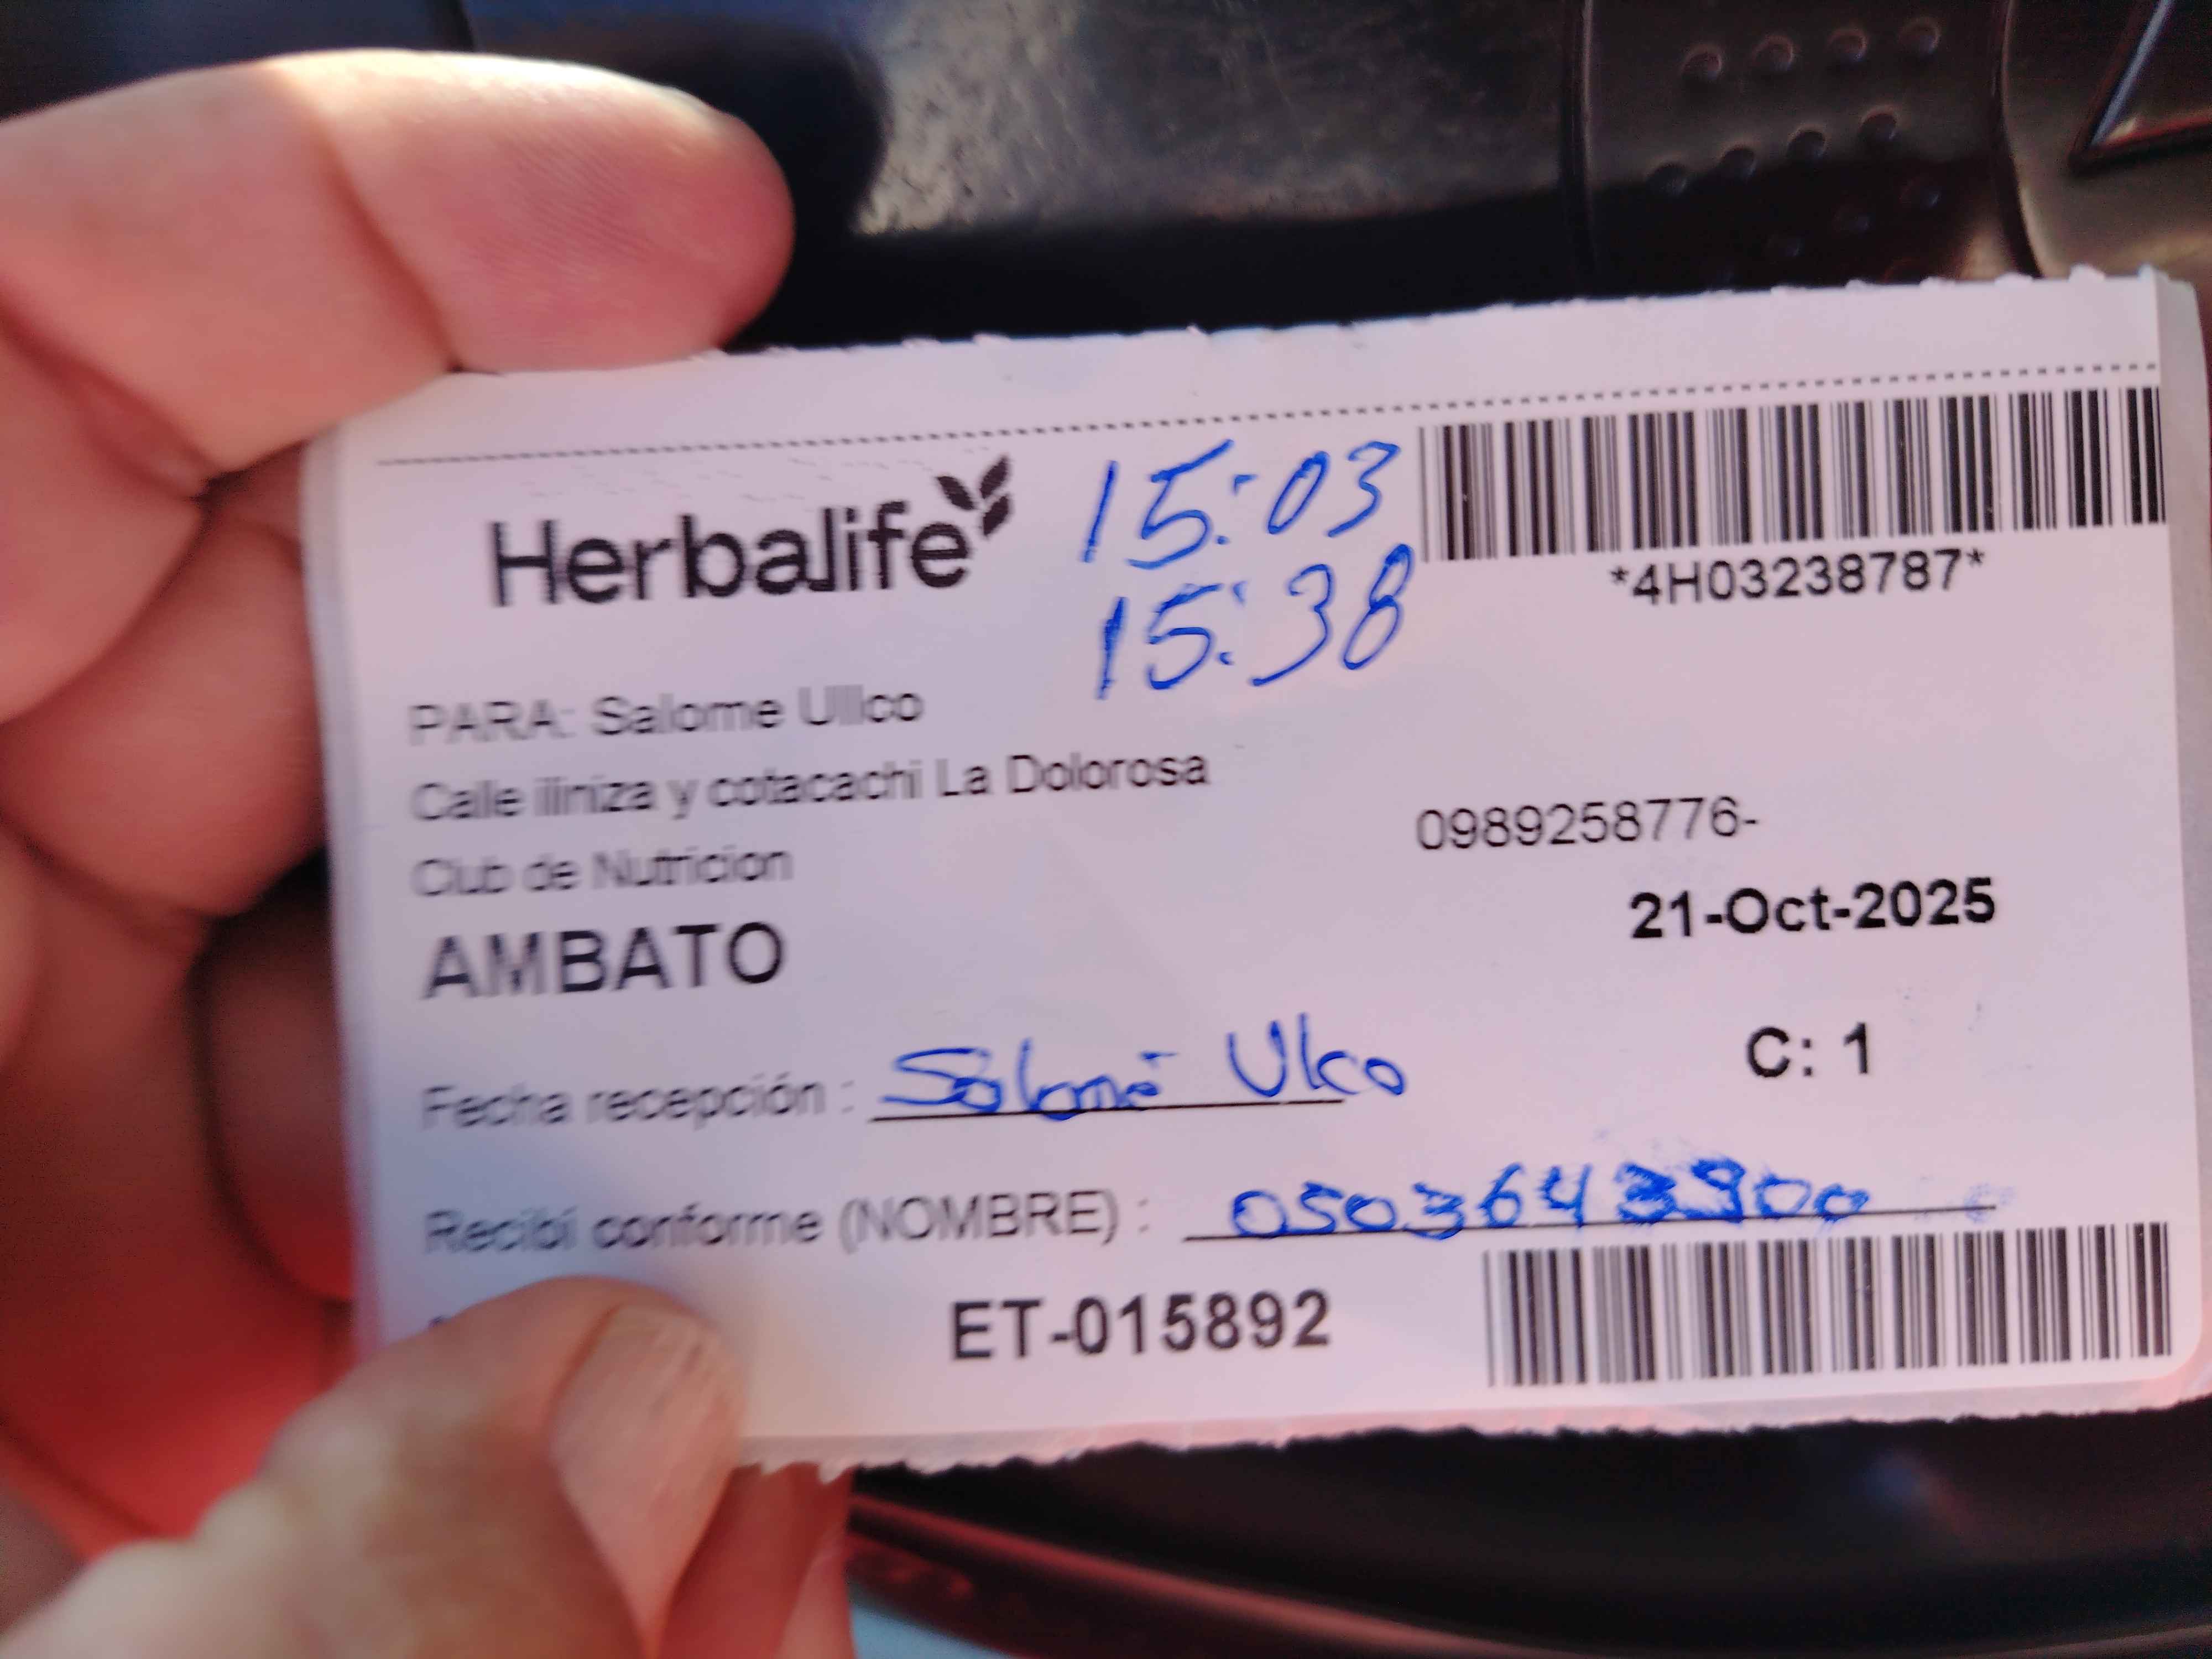 Herbalife
15:03
15:38
*4H03238787*
PARA: Salome Ullco
Calle iliniza y cotacachi La Dolorosa
0989258776-
Club de Nutricion
21-Oct-2025
AMBATO
C: 1
Fecha recepción : Salomé Ulco
Recibí conforme (NOMBRE) :
ET-015892